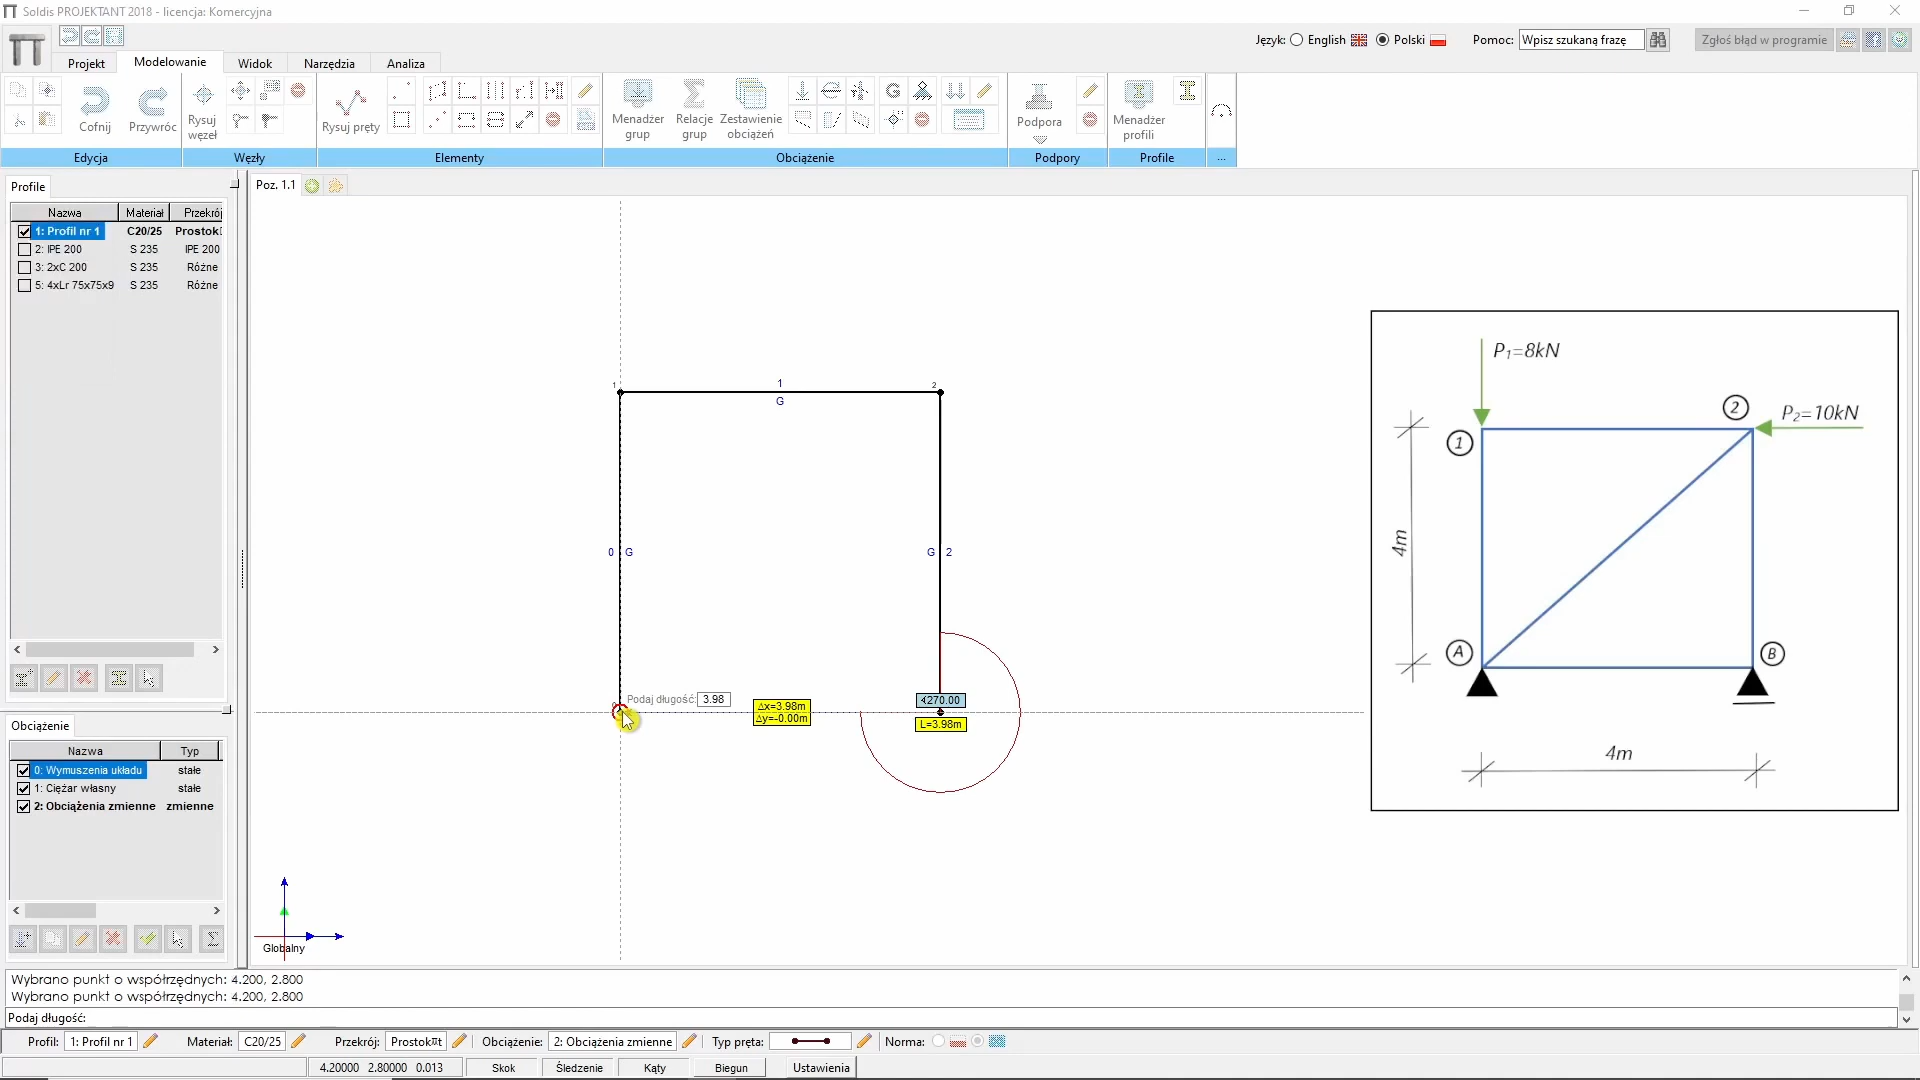 Soldis PROJEKTANT 2018 - licencja: Komercyjna
Język: English Polski Pomoc: Wpisz szukaną frazę Zgłoś błąd w programie
Projekt Modelowanie Widok Narzędzia Analiza
Cofnij Przywróc Rysuj węzeł Rysuj pręty Menadżer grup Relacje grup Zestawienie obciążeń Podpora Menadżer profili
Edycja Węzły Elementy Obciążenie Podpory Profile ...
Profile
Poz. 1.1
Nazwa Materiał Przekrój
1: Profil nr 1 C20/25 Prostok
2: IPE 200 S 235 IPE 200
3: 2xC 200 S 235 Różne
5: 4xLr 75x75x9 S 235 Różne
Obciążenie
Nazwa Typ
0: Wymuszenia układu stałe
1: Ciężar własny stałe
2: Obciążenia zmienne zmienne
1 1 2
G
0 G G 2
Podaj długość: 3.98
Δx=3.98m
Δy=-0.00m
∢270.00
L=3.98m
Globalny
P1=8kN
2 P2=10kN
1
4m
A B
4m
Wybrano punkt o współrzędnych: 4.200, 2.800
Wybrano punkt o współrzędnych: 4.200, 2.800
Podaj długość:
Profil: 1: Profil nr 1 Materiał: C20/25 Przekrój: Obciążenie: 2: Obciążenia zmienne Typ pręta: Norma:
4.20000 2.80000 0.013 Skok Śledzenie Kąty Biegun Ustawienia